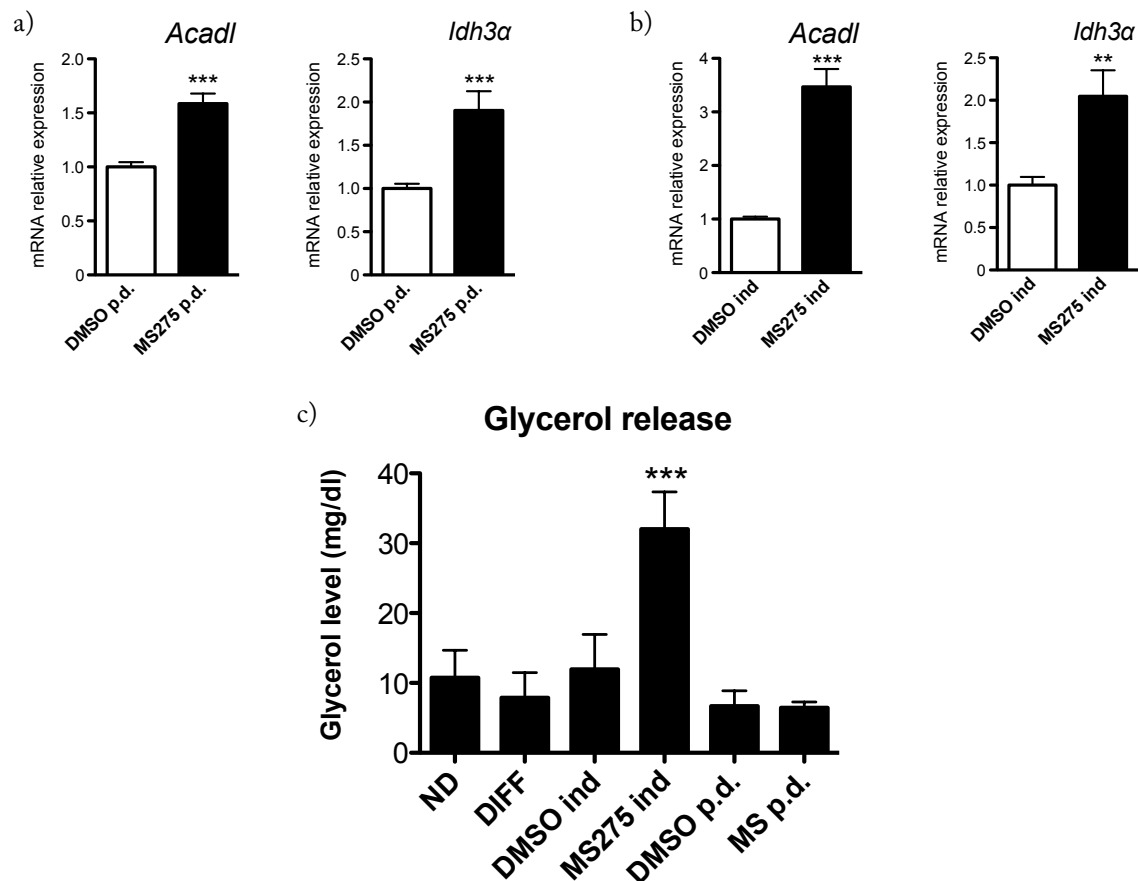 a)
Acadl
mRNA relative expression
2.0
1.5
1.0
0.5
0
***
DMSO p.d.
MS275 p.d.
Idh3α
mRNA relative expression
2.5
2.0
1.5
1.0
0.5
0
***
DMSO p.d.
MS275 p.d.
b)
Acadl
mRNA relative expression
4
3
2
1
0
***
DMSO ind
MS275 ind
Idh3α
mRNA relative expression
2.5
2.0
1.5
1.0
0.5
0
**
DMSO ind
MS275 ind
c)
Glycerol release
Glycerol level (mg/dl)
40
30
20
10
0
***
ND
DIFF
DMSO ind
MS275 ind
DMSO p.d.
MS p.d.